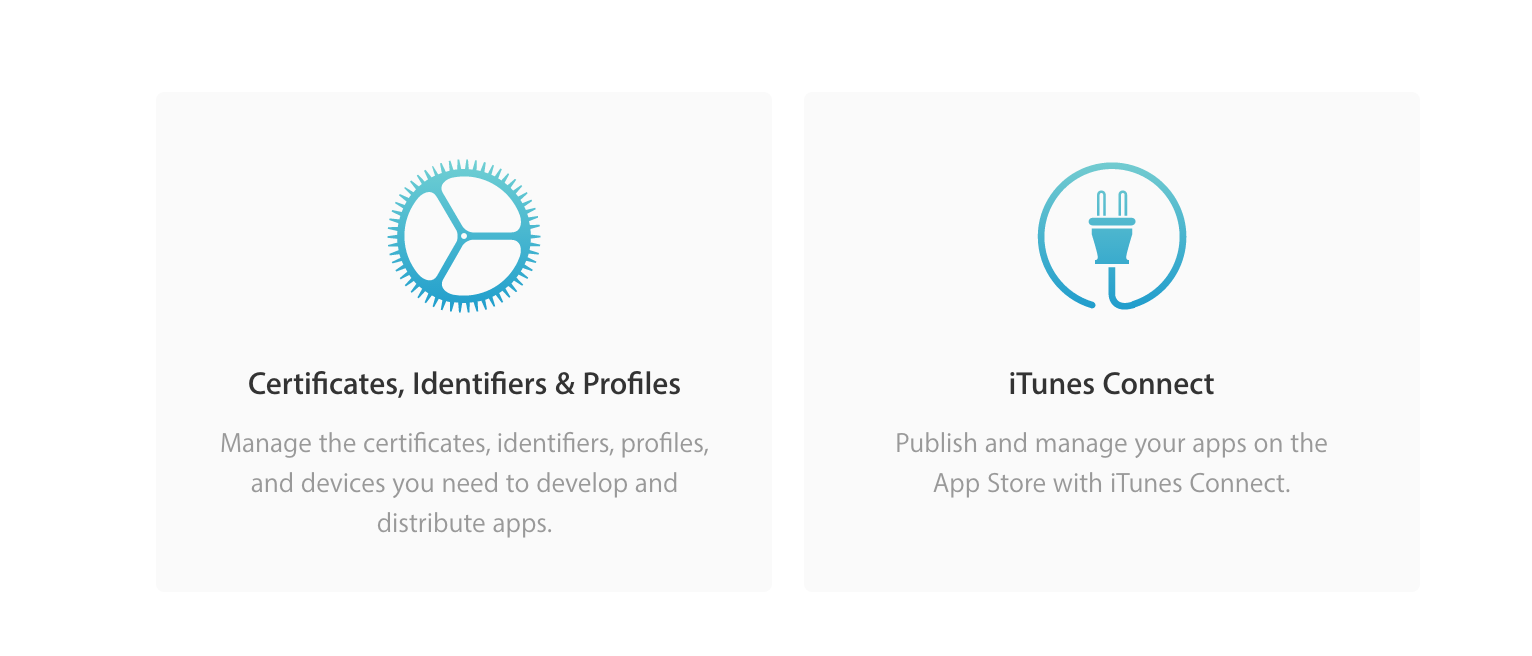 Certificates, Identifiers & Profiles
Manage the certificates, identifiers, profiles,
and devices you need to develop and
distribute apps.
iTunes Connect
Publish and manage your apps on the
App Store with iTunes Connect.